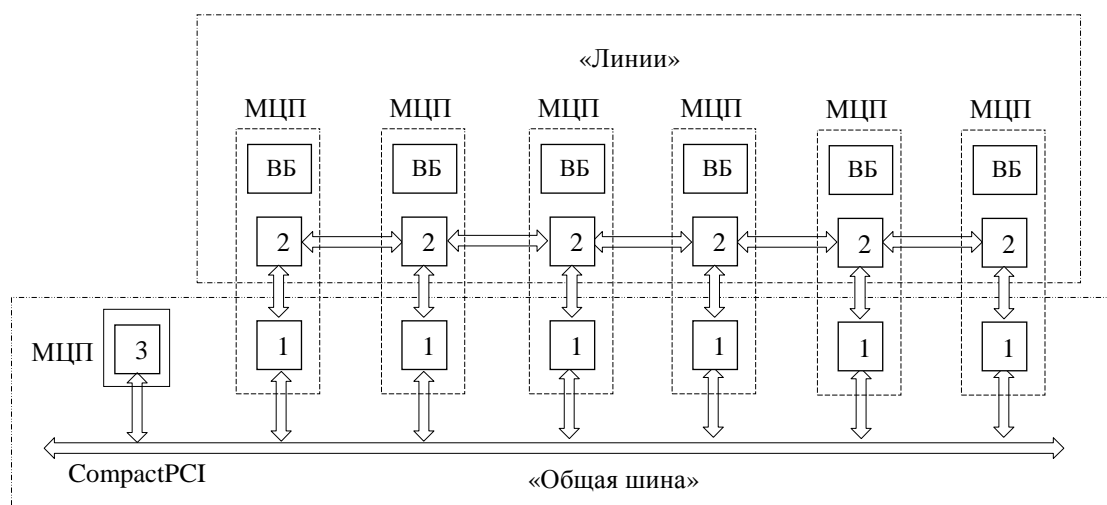 «Линии»
МЦП МЦП МЦП МЦП МЦП МЦП
ВБ ВБ ВБ ВБ ВБ ВБ
2 2 2 2 2 2
МЦП 3 1 1 1 1 1 1
CompactPCI
«Общая шина»